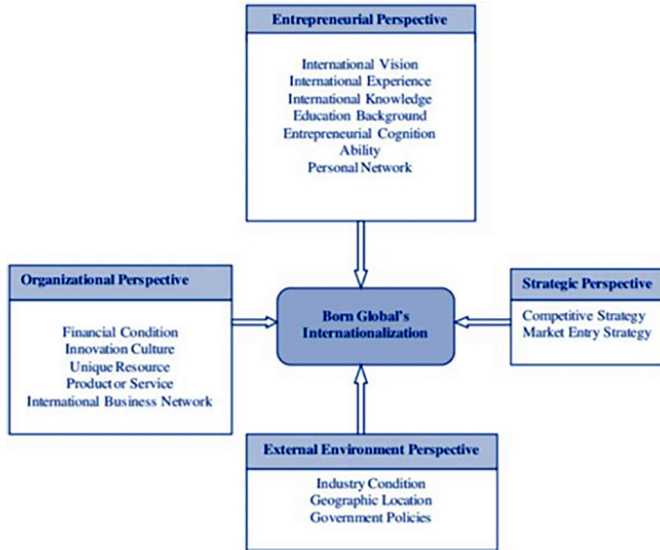 Entrepreneurial Perspective
International Vision
International Experience
International Knowledge
Education Background
Entrepreneurial Cognition
Ability
Personal Network
Organizational Perspective
Financial Condition
Innovation Culture
Unique Resource
Product or Service
International Business Network
Born Global's
Internationalization
Strategic Perspective
Competitive Strategy
Market Entry Strategy
External Environment Perspective
Industry Condition
Geographic Location
Government Policies